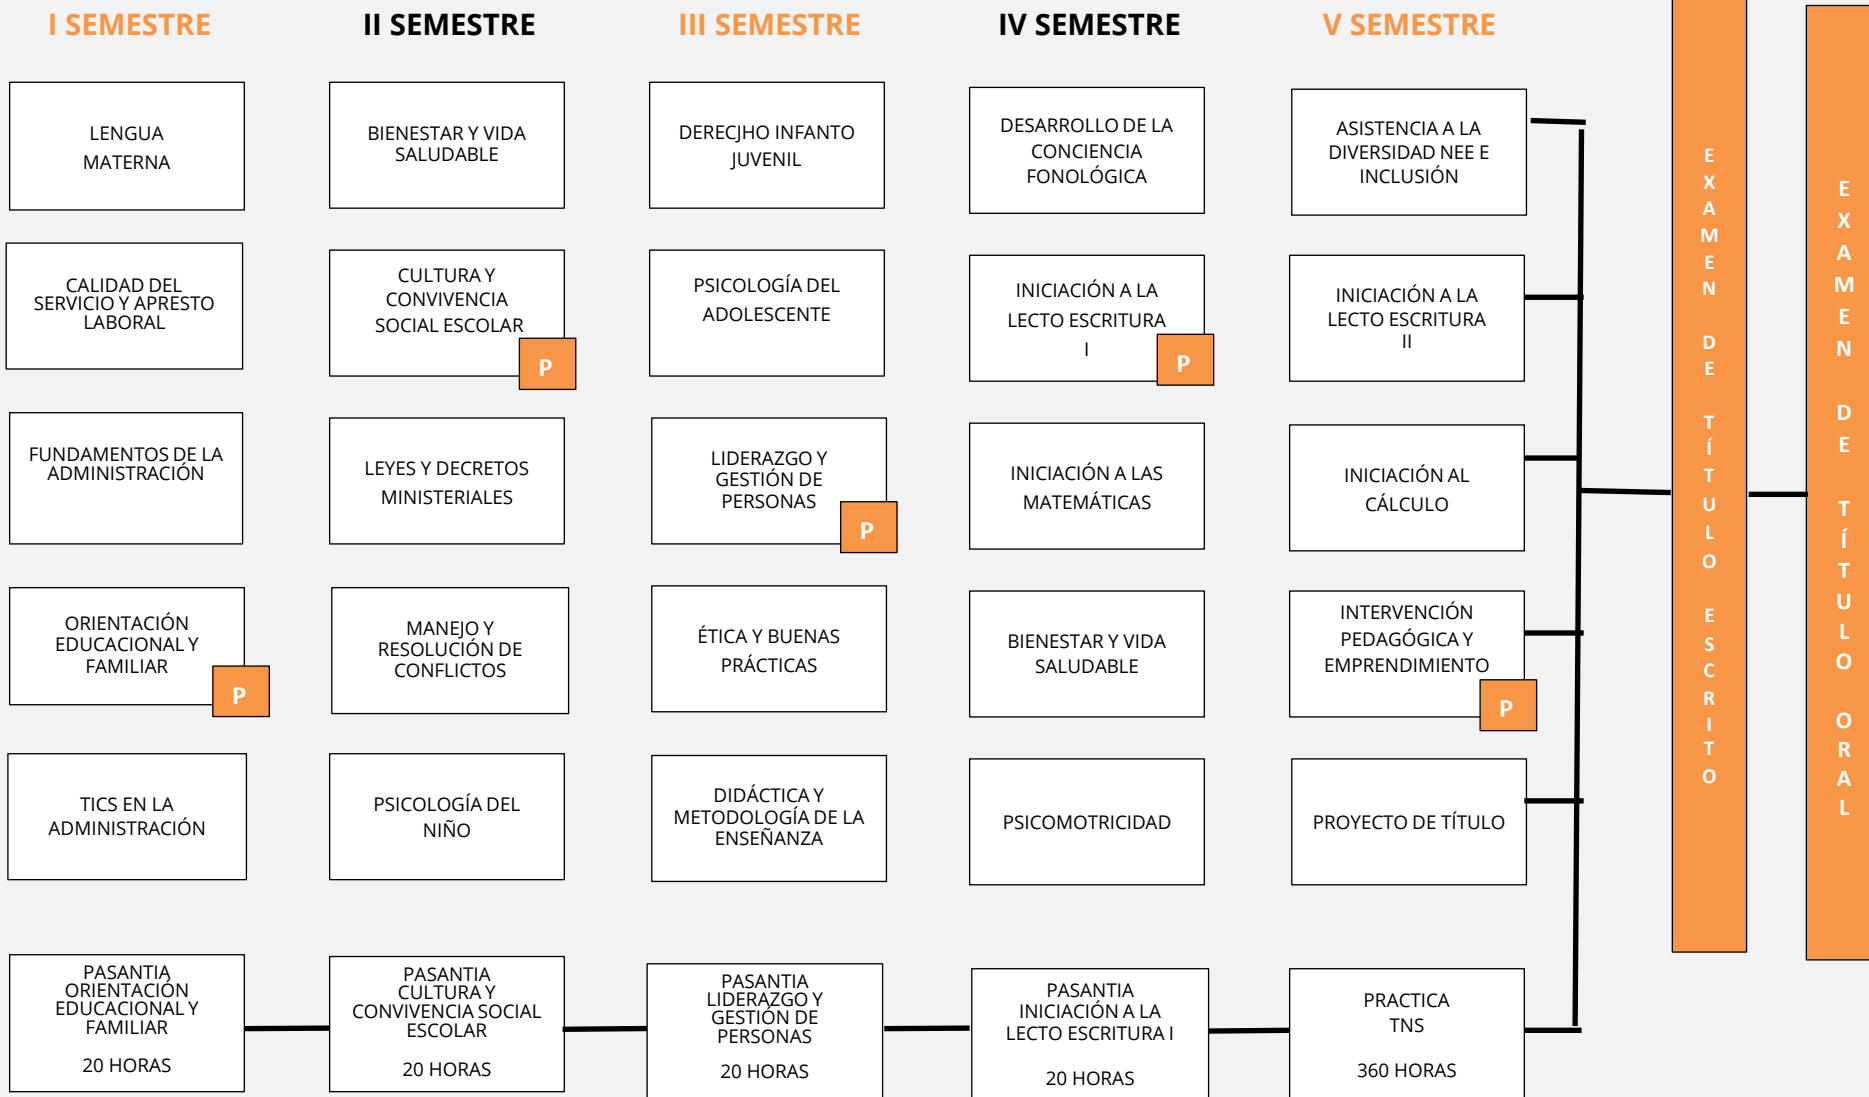 I SEMESTRE
II SEMESTRE
III SEMESTRE
IV SEMESTRE
V SEMESTRE
LENGUA
MATERNA
BIENESTAR Y VIDA
SALUDABLE
DERECJHO INFANTO
JUVENIL
DESARROLLO DE LA
CONCIENCIA
FONOLÓGICA
ASISTENCIA A LA
DIVERSIDAD NEE E
INCLUSIÓN
CALIDAD DEL
SERVICIO Y APRESTO
LABORAL
CULTURA Y
CONVIVENCIA
SOCIAL ESCOLAR
P
PSICOLOGÍA DEL
ADOLESCENTE
INICIACIÓN A LA
LECTO ESCRITURA
I
P
INICIACIÓN A LA
LECTO ESCRITURA
II
FUNDAMENTOS DE LA
ADMINISTRACIÓN
LEYES Y DECRETOS
MINISTERIALES
LIDERAZGO Y
GESTIÓN DE
PERSONAS
P
INICIACIÓN A LAS
MATEMÁTICAS
INICIACIÓN AL
CÁLCULO
ORIENTACIÓN
EDUCACIONAL Y
FAMILIAR
P
MANEJO Y
RESOLUCIÓN DE
CONFLICTOS
ÉTICA Y BUENAS
PRÁCTICAS
BIENESTAR Y VIDA
SALUDABLE
INTERVENCIÓN
PEDAGÓGICA Y
EMPRENDIMIENTO
P
TICS EN LA
ADMINISTRACIÓN
PSICOLOGÍA DEL
NIÑO
DIDÁCTICA Y
METODOLOGÍA DE LA
ENSEÑANZA
PSICOMOTRICIDAD
PROYECTO DE TÍTULO
PASANTIA
ORIENTACIÓN
EDUCACIONAL Y
FAMILIAR
20 HORAS
PASANTIA
CULTURA Y
CONVIVENCIA SOCIAL
ESCOLAR
20 HORAS
PASANTIA
LIDERAZGO Y
GESTIÓN DE
PERSONAS
20 HORAS
PASANTIA
INICIACIÓN A LA
LECTO ESCRITURA I
20 HORAS
PRACTICA
TNS
360 HORAS
EXAMEN DE TÍTULO ESCRITO
EXAMEN DE TÍTULO ORAL